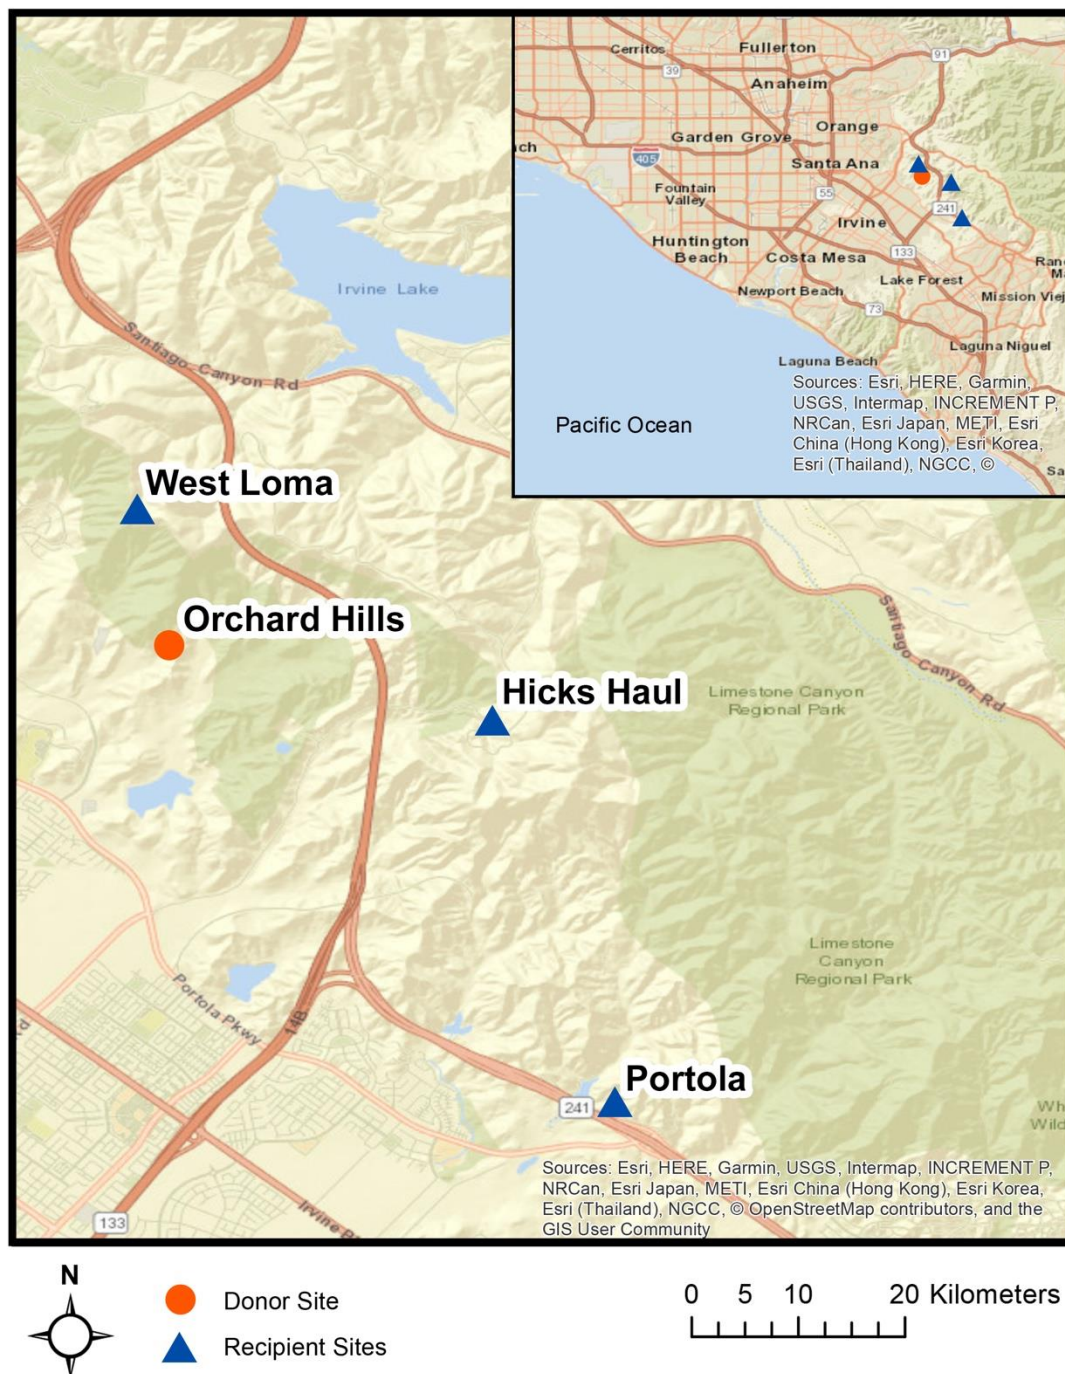 Cerritos
Fullerton
91
39
Anaheim
Orange
Garden Grove
ch
405
Santa Ana
Fountain
Valley
55
241
Irvine
Huntington
Beach
133
Costa Mesa
Lake Forest
Newport Beach
73
Mission Viej
Laguna Niguel
Laguna Beach
Pacific Ocean
Sources: Esri, HERE, Garmin,
USGS, Intermap, INCREMENT P,
NRCan, Esri Japan, METI, Esri
China (Hong Kong), Esri Korea,
Esri (Thailand), NGCC, ©
Irvine Lake
Santiago Canyon Rd
West Loma
Orchard Hills
Santiago Canyon Rd
Hicks Haul
Limestone Canyon
Regional Park
Limestone
Canyon
Regional Park
Portola Pkwy
14B
Portola
241
Rd
Wh
Wild
133
Irvine B
Sources: Esri, HERE, Garmin, USGS, Intermap, INCREMENT P,
NRCan, Esri Japan, METI, Esri China (Hong Kong), Esri Korea,
Esri (Thailand), NGCC, © OpenStreetMap contributors, and the
GIS User Community
N
Donor Site
Recipient Sites
0 5 10 20 Kilometers